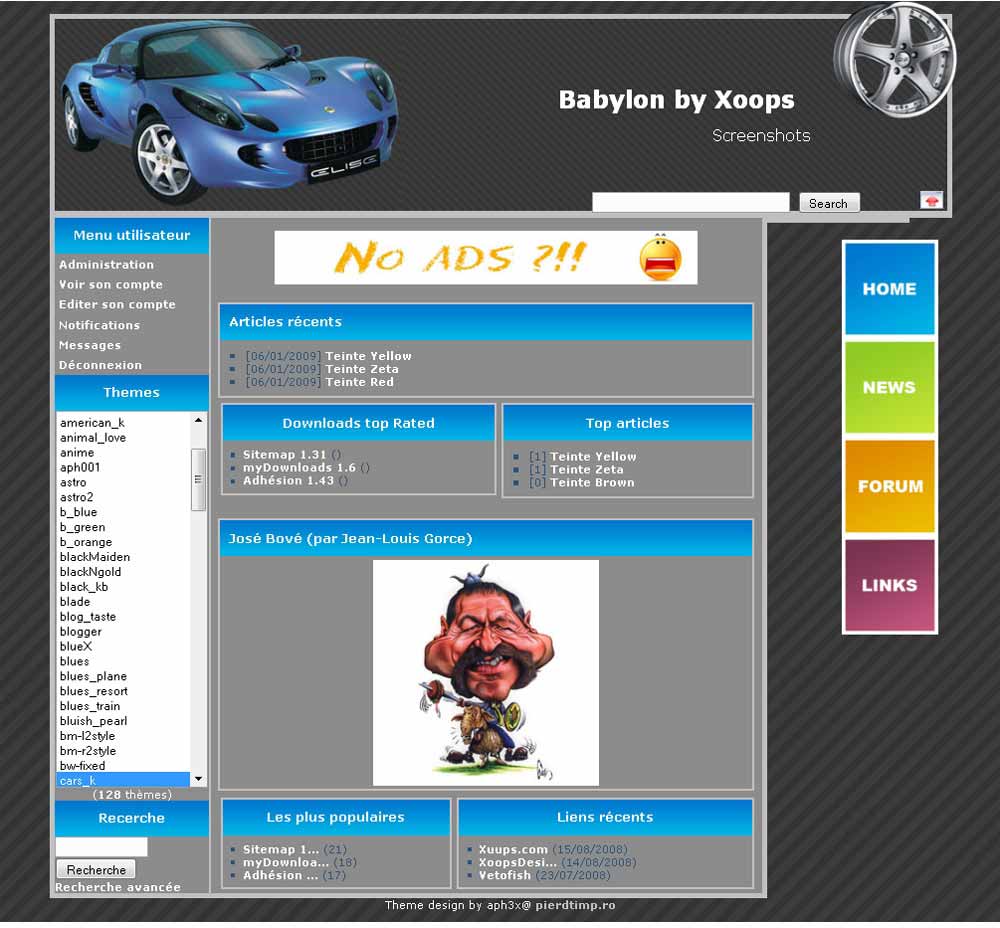 Babylon by Xoops
Screenshots
ELISE
Search
Menu utilisateur
Administration
Voir son compte
Editer son compte
Notifications
Messages
Déconnexion
Themes
american_k
animal_love
anime
aph001
astro
astro2
b_blue
b_green
b_orange
blackMaiden
blackNgold
black_kb
blade
blog_taste
blogger
blueX
blues
blues_plane
blues_resort
blues_train
bluish_pearl
bm-l2style
bm-r2style
bw-fixed
cars_k
(128 thèmes)
Recerche
Recherche
Recherche avancée
No ADS ?!!
Articles récents
[06/01/2009] Teinte Yellow
[06/01/2009] Teinte Zeta
[06/01/2009] Teinte Red
Downloads top Rated
Sitemap 1.31 ()
myDownloads 1.6 ()
Adhésion 1.43 ()
Top articles
[1] Teinte Yellow
[1] Teinte Zeta
[0] Teinte Brown
José Bové (par Jean-Louis Gorce)
Les plus populaires
Sitemap 1... (21)
myDownloa... (18)
Adhésion ... (17)
Liens récents
Xuups.com (15/08/2008)
XoopsDesi... (14/08/2008)
Vetofish (23/07/2008)
HOME
NEWS
FORUM
LINKS
Theme design by aph3x@ pierdtimp.ro